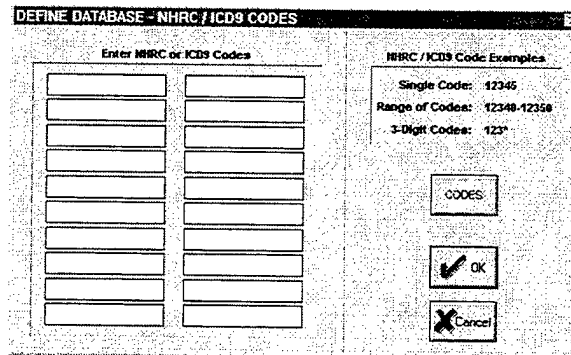 DEFINE DATABASE - NHRC / ICD9 CODES
Enter NHRC or ICD9 Codes
NHRC / ICD9 Code Examples
Single Code: 12345
Range of Codes: 12340-12350
3-Digit Codes: 123*
CODES
OK
Cancel